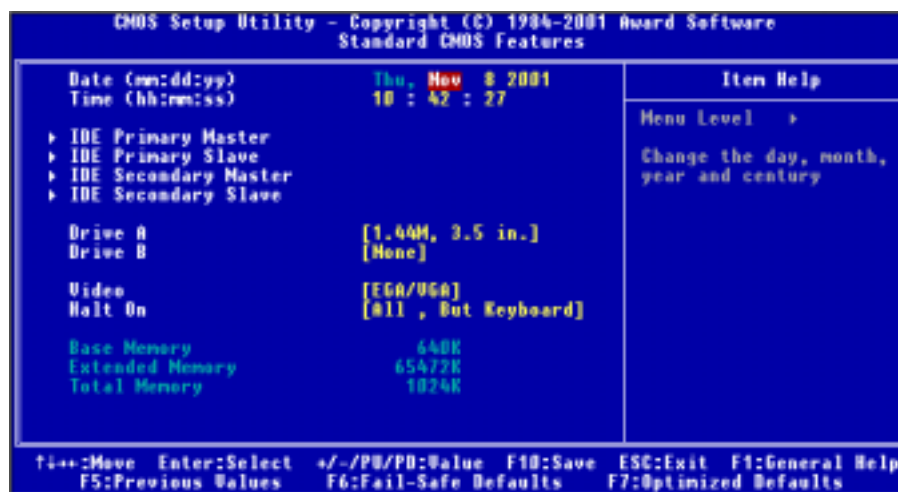 CMOS Setup Utility - Copyright (C) 1984-2001 Award Software
Standard CMOS Features
Date (mm:dd:yy) Thu, Nov 8 2001
Time (hh:mm:ss) 10 : 42 : 27
▸ IDE Primary Master
▸ IDE Primary Slave
▸ IDE Secondary Master
▸ IDE Secondary Slave
Drive A [1.44M, 3.5 in.]
Drive B [None]
Video [EGA/VGA]
Halt On [All , But Keyboard]
Base Memory 640K
Extended Memory 65472K
Total Memory 1024K
Item Help
Menu Level ▸
Change the day, month,
year and century
↑↓→←:Move Enter:Select +/-/PU/PD:Value F10:Save ESC:Exit F1:General Help
F5:Previous Values F6:Fail-Safe Defaults F7:Optimized Defaults